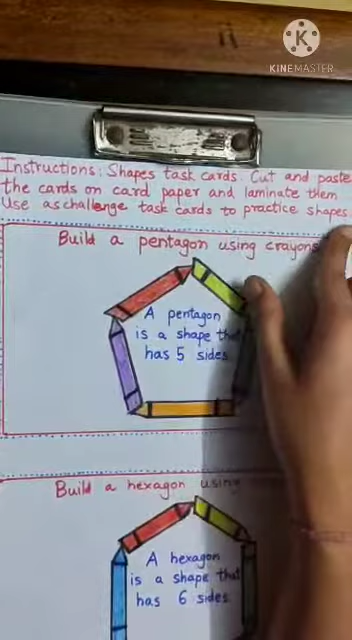 KINEMASTER
Instructions: Shapes task cards. Cut and paste
the cards on card paper and laminate them
Use as challenge task cards to practice shapes.
Build a pentagon using crayons
A pentagon
is a shape that
has 5 sides
Build a hexagon using
A hexagon
is a shape that
has 6 sides